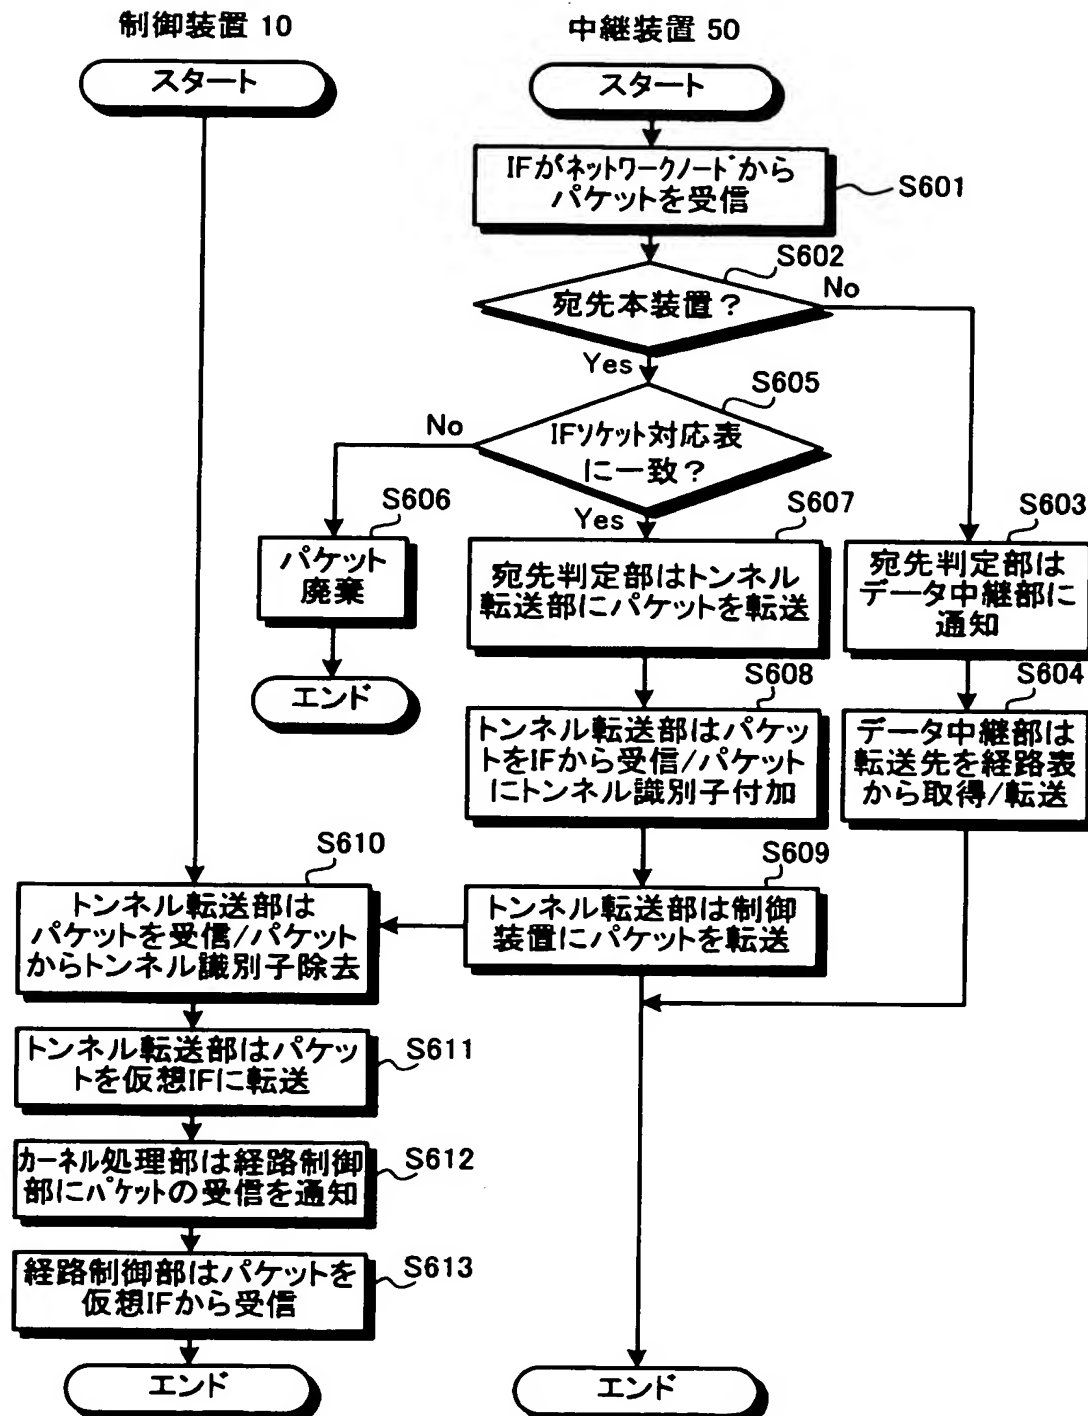 制御装置 10
スタート
中継装置 50
スタート
IFがネットワークノードから
パケットを受信
S601
S602
宛先本装置?
No
Yes
S605
IFソケット対応表
に一致?
No
Yes
S606
パケット
廃棄
エンド
S607
宛先判定部はトンネル
転送部にパケットを転送
S603
宛先判定部は
データ中継部に
通知
S608
トンネル転送部はパケッ
トをIFから受信/パケット
にトンネル識別子付加
S604
データ中継部は
転送先を経路表
から取得/転送
S609
トンネル転送部は制御
装置にパケットを転送
S610
トンネル転送部は
パケットを受信/パケット
からトンネル識別子除去
トンネル転送部はパケッ
トを仮想IFに転送
S611
カーネル処理部は経路制御
部にパケットの受信を通知
S612
経路制御部はパケットを
仮想IFから受信
S613
エンド
エンド